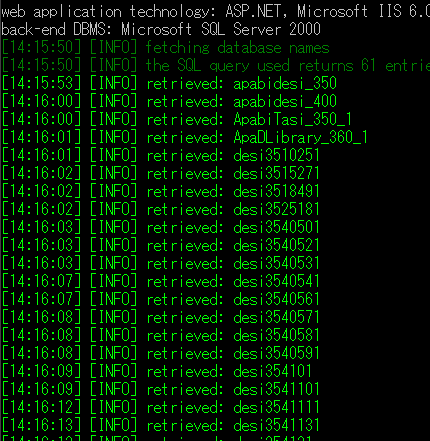 web application technology: ASP.NET, Microsoft IIS 6.0
back-end DBMS: Microsoft SQL Server 2000
[14:15:50] [INFO] fetching database names
[14:15:50] [INFO] the SQL query used returns 61 entrie
[14:15:53] [INFO] retrieved: apabidesi_350
[14:16:00] [INFO] retrieved: apabidesi_400
[14:16:00] [INFO] retrieved: ApabiTasi_350_1
[14:16:01] [INFO] retrieved: ApaDLibrary_360_1
[14:16:01] [INFO] retrieved: desi3510251
[14:16:02] [INFO] retrieved: desi3515271
[14:16:02] [INFO] retrieved: desi3518491
[14:16:02] [INFO] retrieved: desi3525181
[14:16:03] [INFO] retrieved: desi3540501
[14:16:03] [INFO] retrieved: desi3540521
[14:16:03] [INFO] retrieved: desi3540531
[14:16:07] [INFO] retrieved: desi3540541
[14:16:07] [INFO] retrieved: desi3540561
[14:16:08] [INFO] retrieved: desi3540571
[14:16:08] [INFO] retrieved: desi3540581
[14:16:08] [INFO] retrieved: desi3540591
[14:16:09] [INFO] retrieved: desi354101
[14:16:09] [INFO] retrieved: desi3541101
[14:16:12] [INFO] retrieved: desi3541111
[14:16:13] [INFO] retrieved: desi3541131